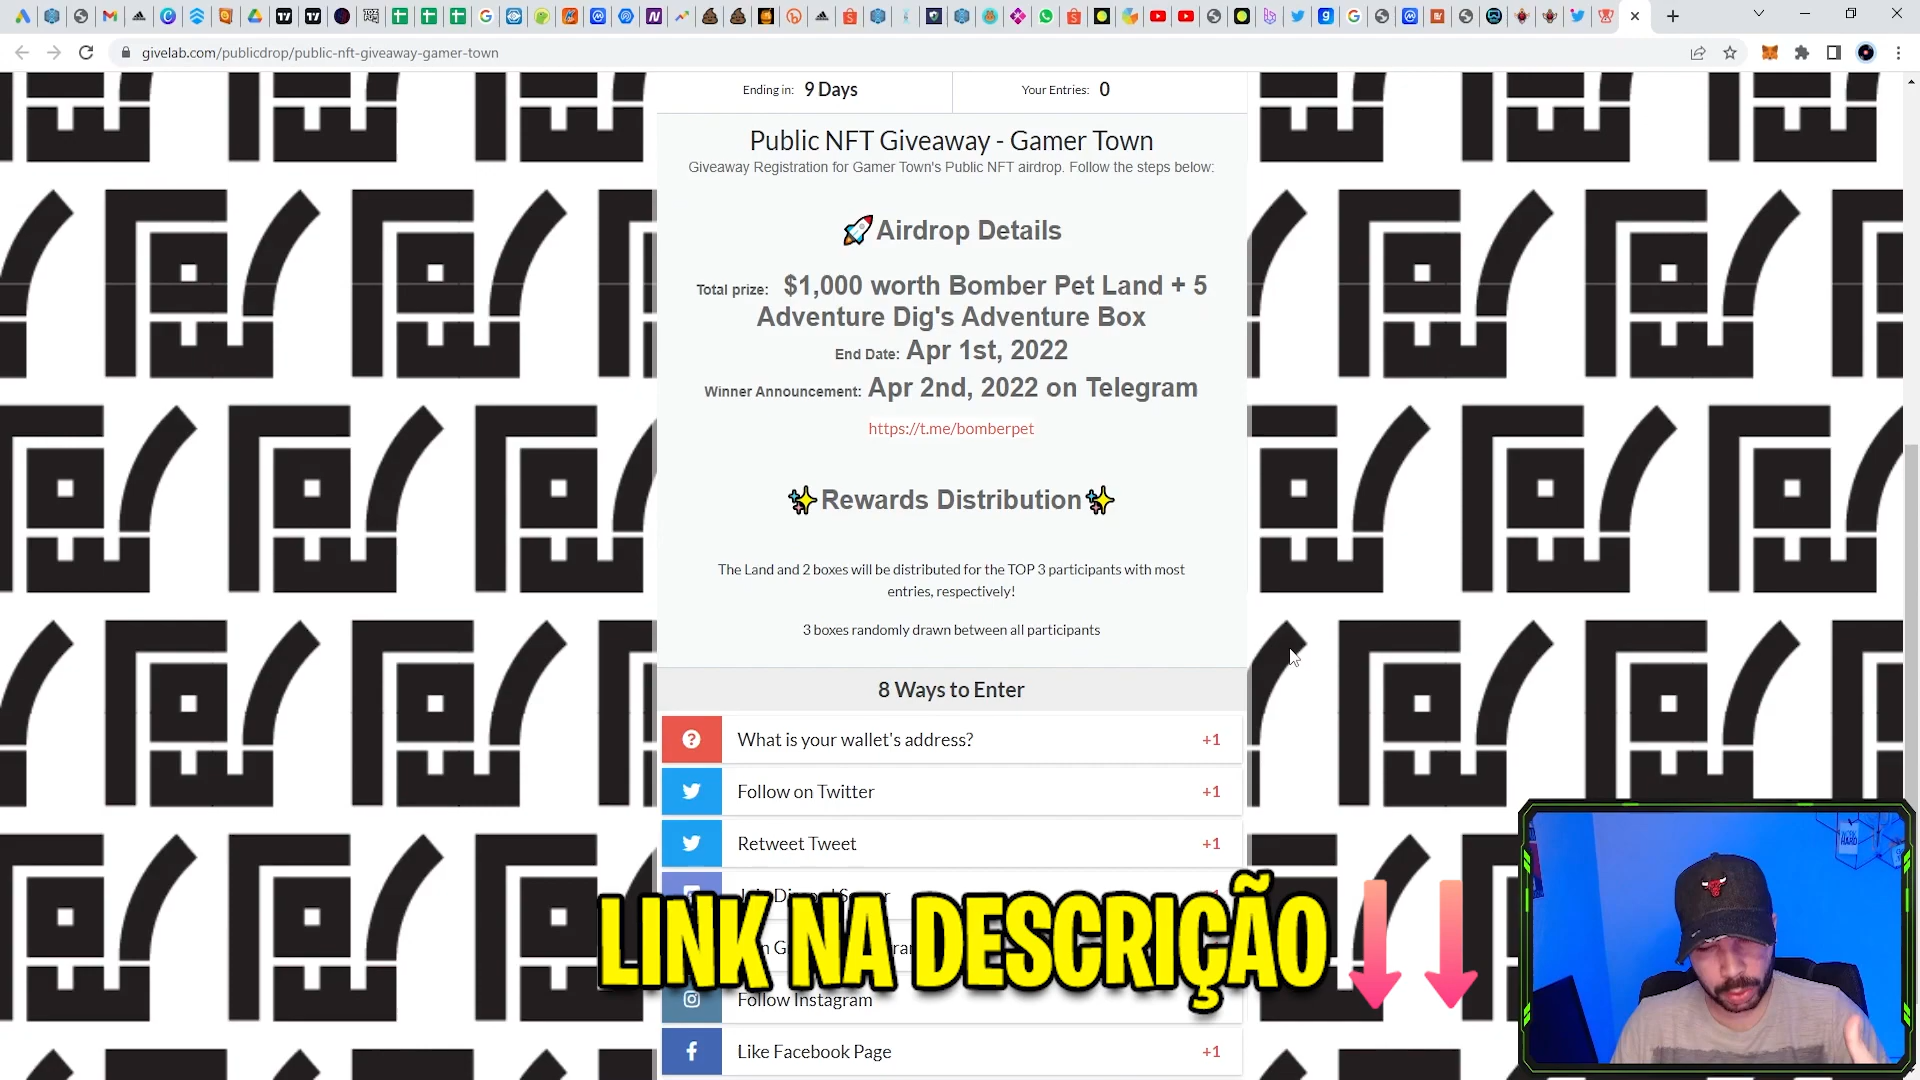 givelab.com/publicdrop/public-nft-giveaway-gamer-town
Ending in: 9 Days
Your Entries: 0
Public NFT Giveaway - Gamer Town
Giveaway Registration for Gamer Town's Public NFT airdrop. Follow the steps below:
🚀Airdrop Details
Total prize: $1,000 worth Bomber Pet Land + 5
Adventure Dig's Adventure Box
End Date: Apr 1st, 2022
Winner Announcement: Apr 2nd, 2022 on Telegram
https://t.me/bomberpet
✨Rewards Distribution✨
The Land and 2 boxes will be distributed for the TOP 3 participants with most
entries, respectively!
3 boxes randomly drawn between all participants
8 Ways to Enter
What is your wallet's address? +1
Follow on Twitter +1
Retweet Tweet +1
LINK NA DESCRIÇÃO
Follow Instagram
Like Facebook Page +1
WORK
HARD